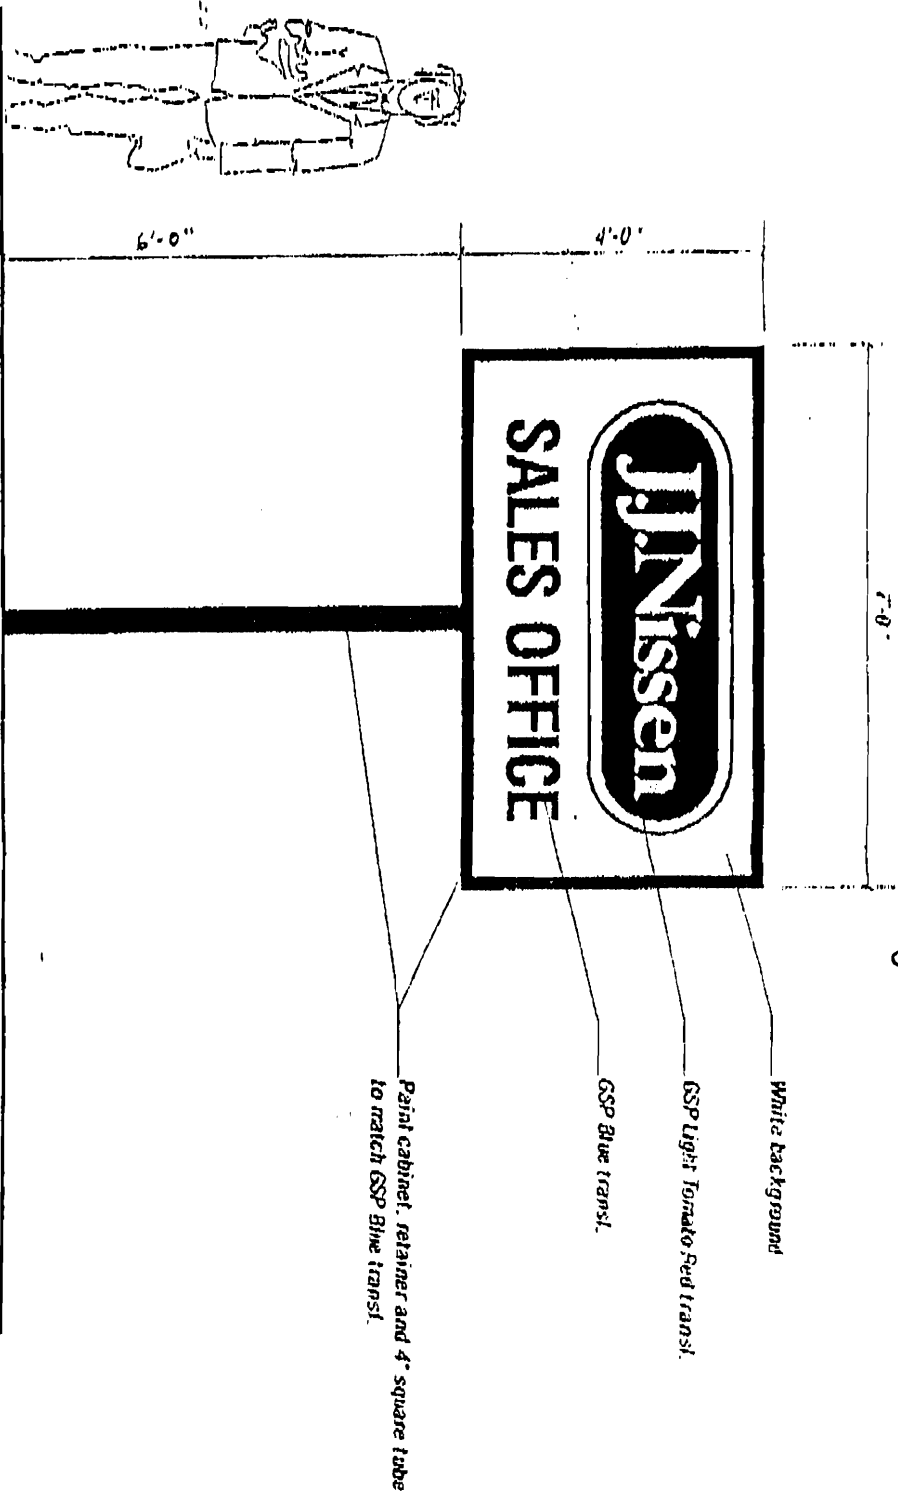 7'-0"
4'-0"
6'-0"
J.J.Nissen
SALES OFFICE
White background
GSP Light Tomato Red transl.
GSP Blue transl.
Paint cabinet, retainer and 4" square tube
to match GSP Blue transl.